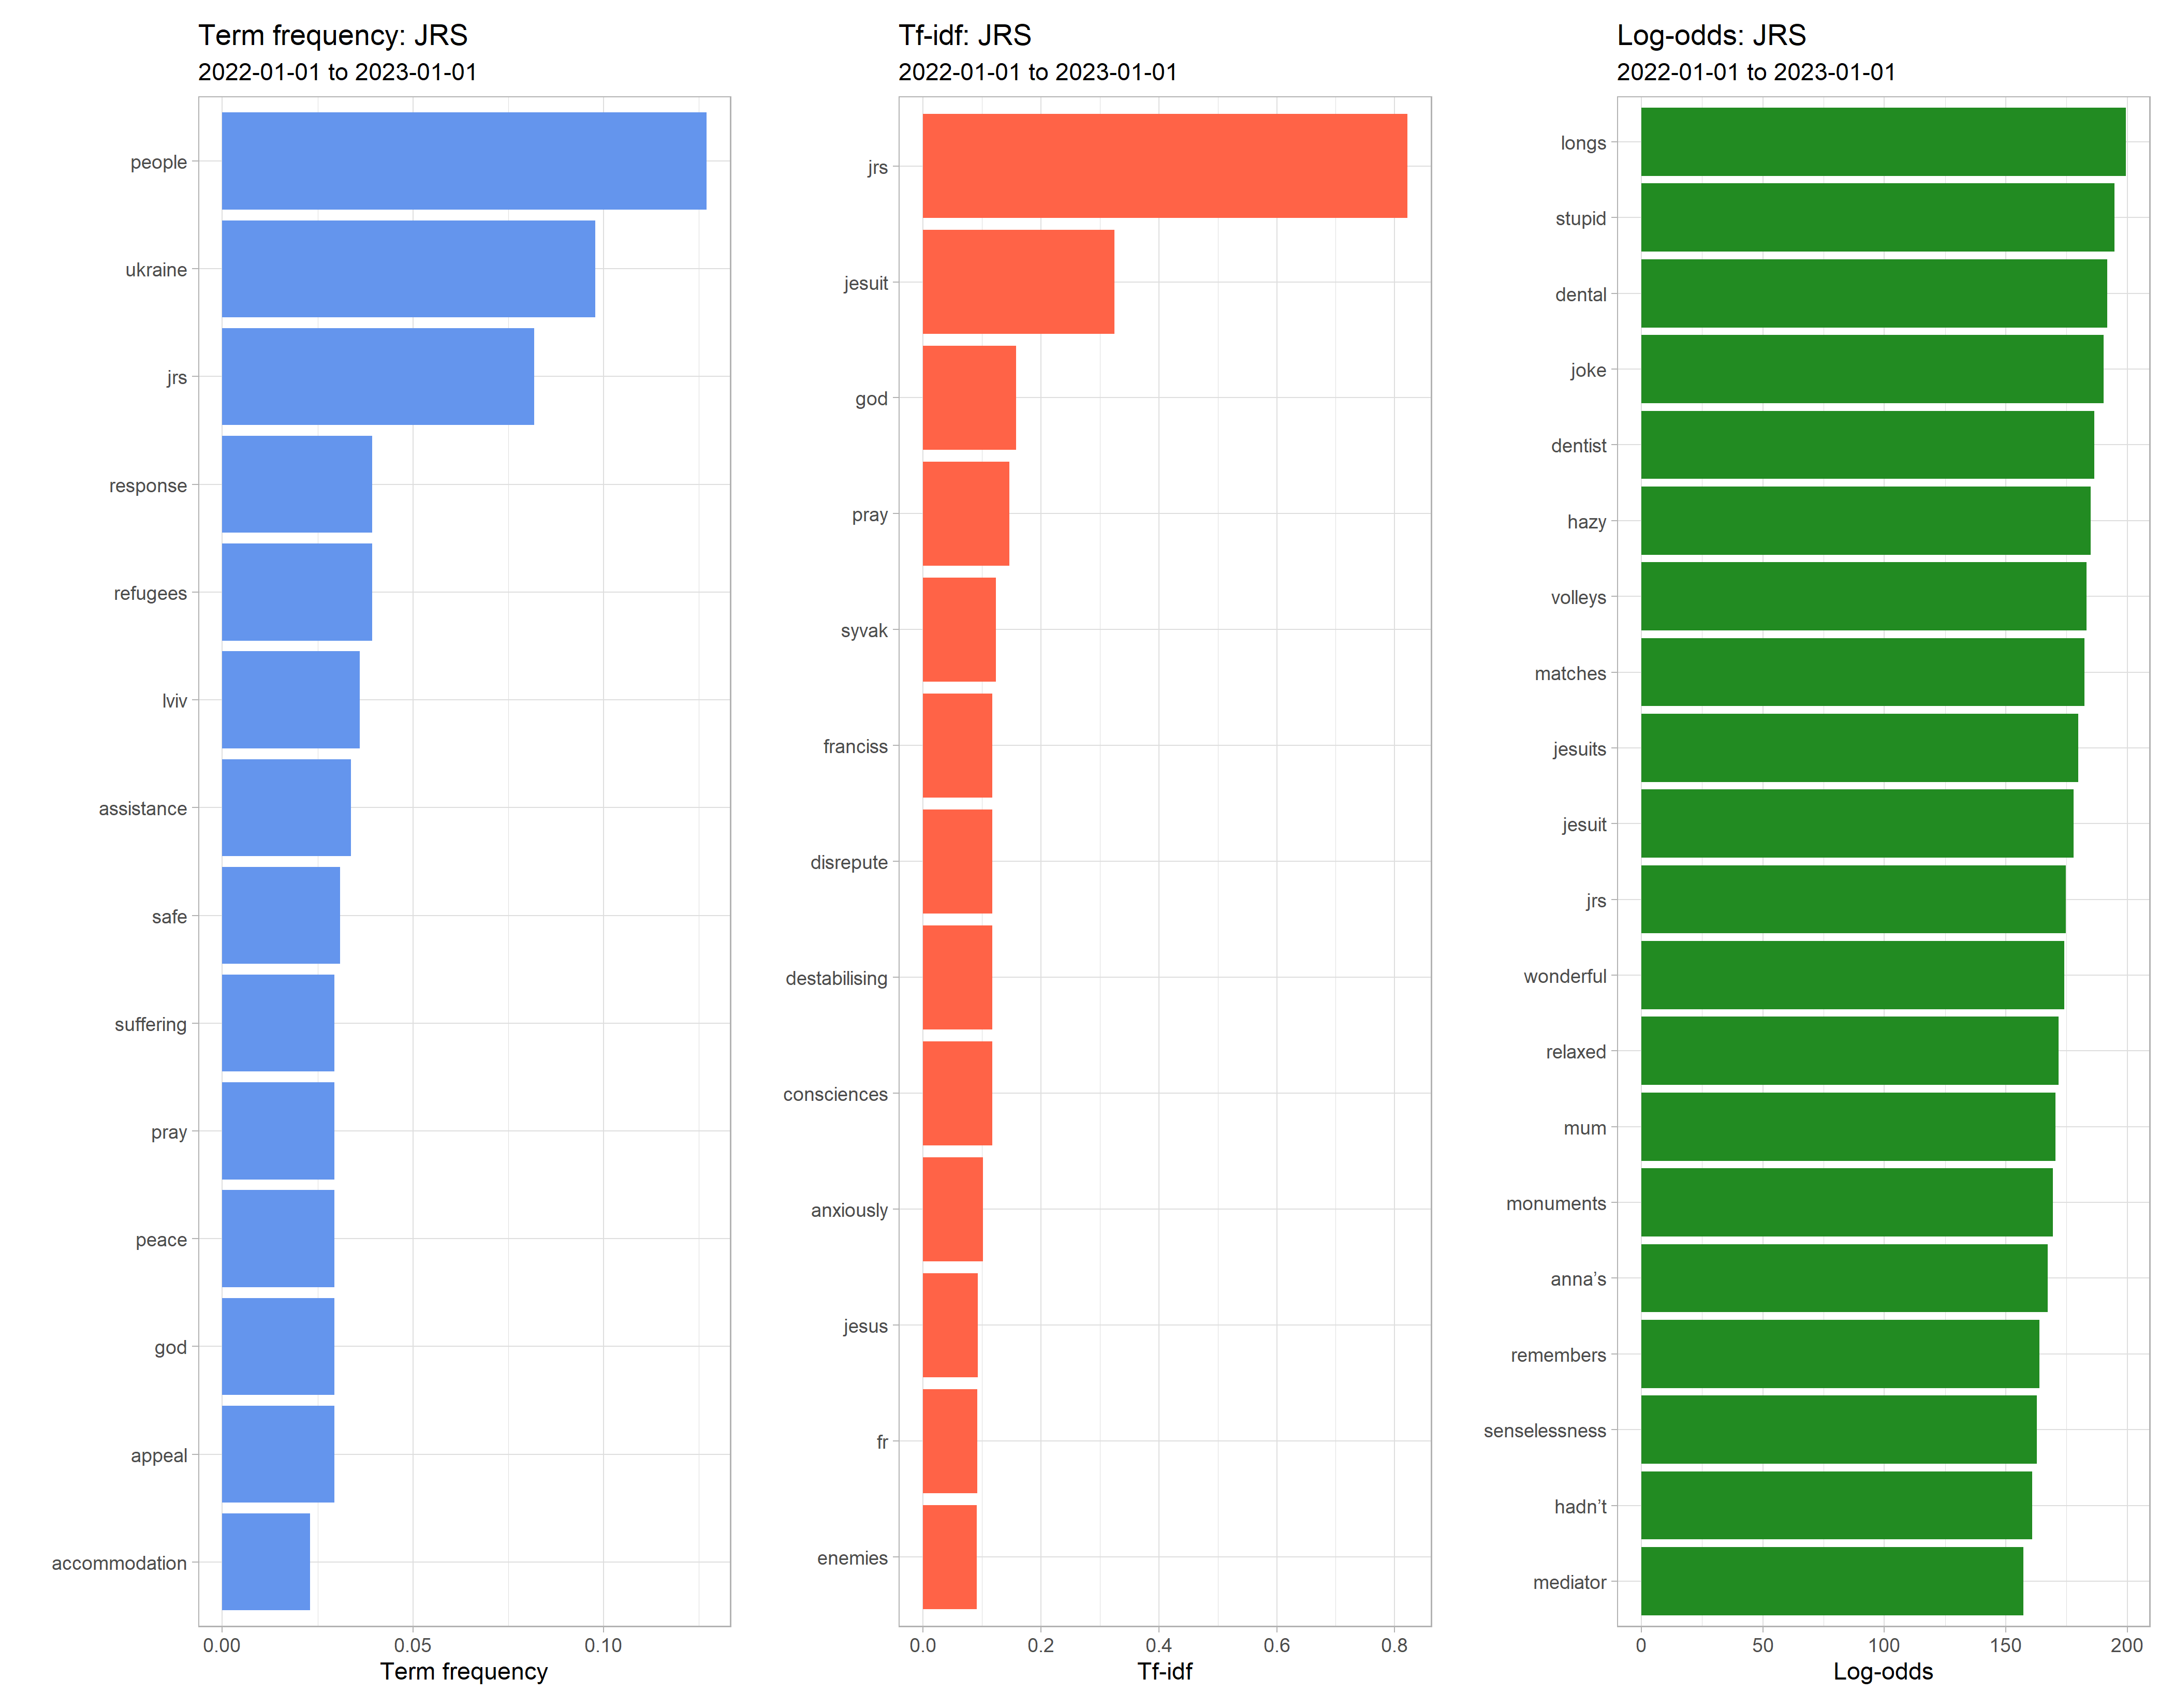 Term frequency: JRS
2022-01-01 to 2023-01-01
people
ukraine
jrs
response
refugees
lviv
assistance
safe
suffering
pray
peace
god
appeal
accommodation
0.00 0.05 0.10
Term frequency
Tf-idf: JRS
2022-01-01 to 2023-01-01
jrs
jesuit
god
pray
syvak
franciss
disrepute
destabilising
consciences
anxiously
jesus
fr
enemies
0.0 0.2 0.4 0.6 0.8
Tf-idf
Log-odds: JRS
2022-01-01 to 2023-01-01
longs
stupid
dental
joke
dentist
hazy
volleys
matches
jesuits
jesuit
jrs
wonderful
relaxed
mum
monuments
anna’s
remembers
senselessness
hadn’t
mediator
0 50 100 150 200
Log-odds